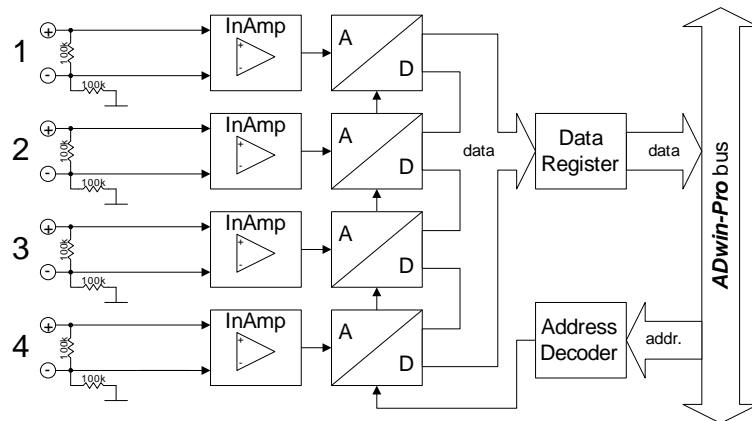 1
+
-
100k
100k
InAmp
+
-
A
D
2
+
-
100k
100k
InAmp
+
-
A
D
3
+
-
100k
100k
InAmp
+
-
A
D
4
+
-
100k
100k
InAmp
A
D
data
Data
Register
data
Address
Decoder
addr.
ADwin-Pro bus